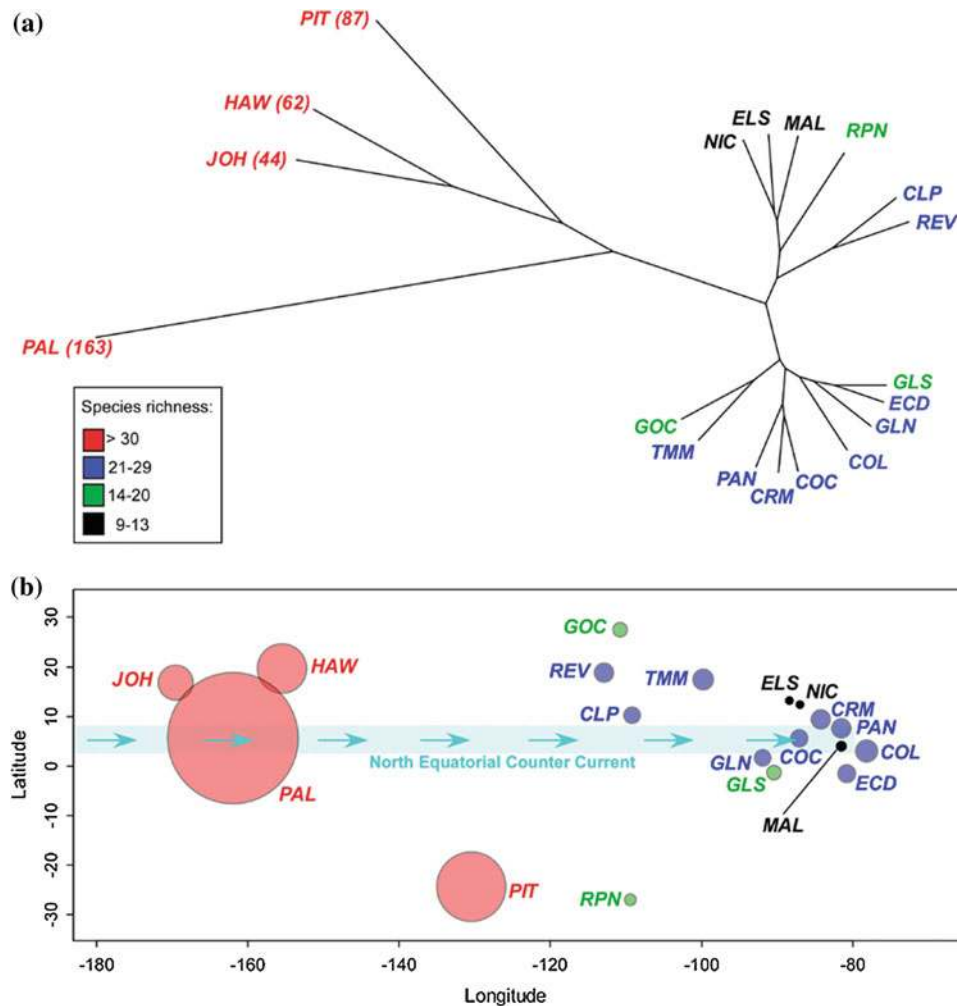 (a)
PIT (87)
HAW (62)
JOH (44)
PAL (163)
NIC
ELS
MAL
RPN
CLP
REV
GLS
ECD
GLN
COL
COC
CRM
PAN
TMM
GOC
Species richness:
> 30
21-29
14-20
9-13
(b)
Latitude
30
20
10
0
-10
-20
-30
JOH
HAW
PAL
PIT
GOC
REV
TMM
CLP
RPN
North Equatorial Counter Current
ELS
NIC
CRM
PAN
COL
COC
GLN
GLS
ECD
MAL
-180 -160 -140 -120 -100 -80
Longitude